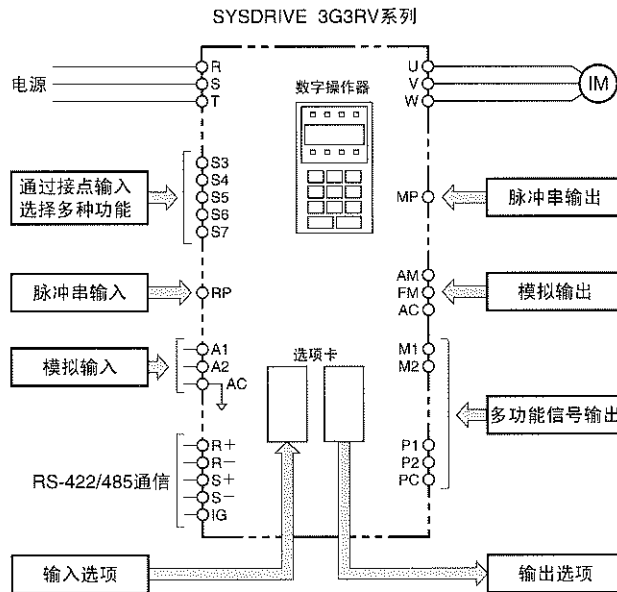 SYSDRIVE 3G3RV系列
电源
R
S
T
数字操作器
U
V
W
IM
通过接点输入
选择多种功能
S3
S4
S5
S6
S7
MP
脉冲串输出
脉冲串输入
RP
AM
FM
AC
模拟输出
模拟输入
A1
A2
AC
选项卡
M1
M2
多功能信号输出
P1
P2
PC
RS-422/485通信
R+
R-
S+
S-
IG
输入选项
输出选项